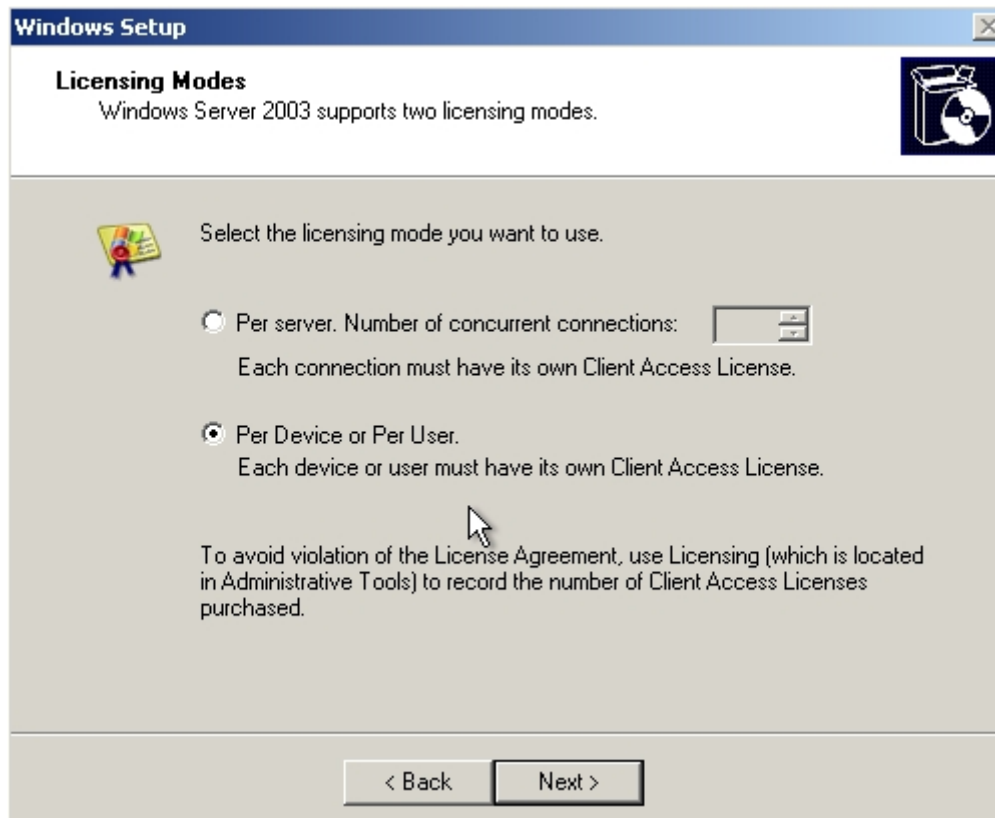 Windows Setup
Licensing Modes
Windows Server 2003 supports two licensing modes.
Select the licensing mode you want to use.
Per server. Number of concurrent connections:
Each connection must have its own Client Access License.
Per Device or Per User.
Each device or user must have its own Client Access License.
To avoid violation of the License Agreement, use Licensing (which is located
in Administrative Tools) to record the number of Client Access Licenses
purchased.
< Back Next >